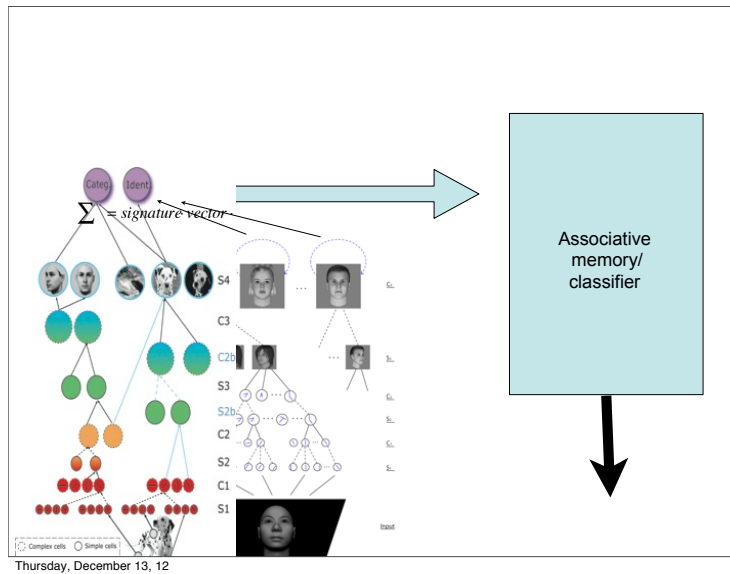 Categ. Ident.
Σ = signature vector ·
Associative
memory/
classifier
S4
C3
C2b
S3
S2b
C2
S2
C1
S1
... 
...
Input
Complex cells Simple cells
Thursday, December 13, 12